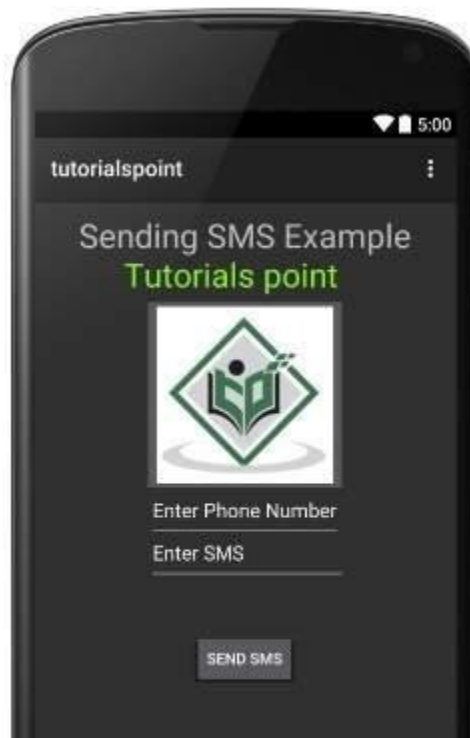 5:00
tutorialspoint
Sending SMS Example
Tutorials point
Enter Phone Number
Enter SMS
SEND SMS